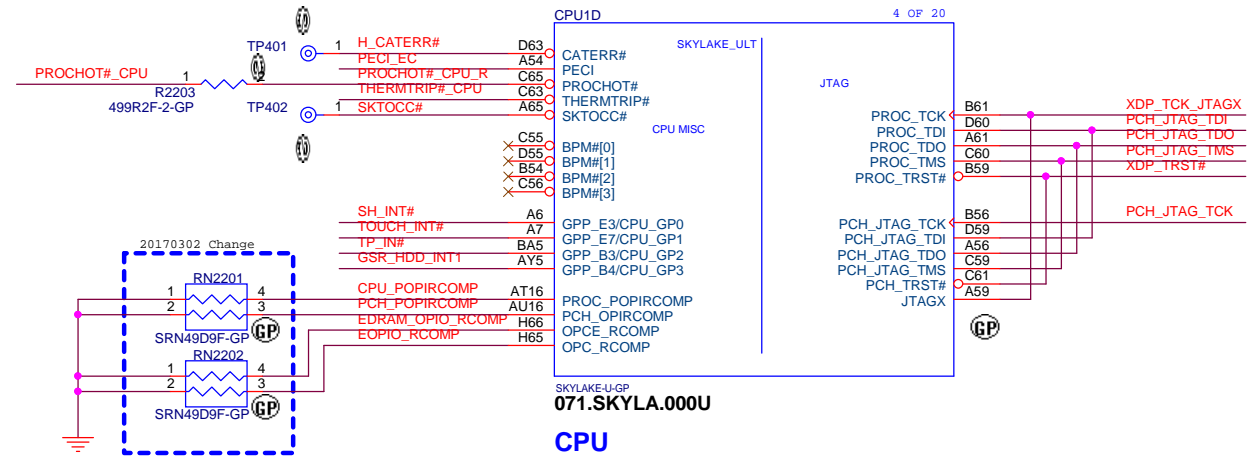 CPU1D
4 OF 20
SKYLAKE_ULT
JTAG
CPU MISC
TP401
1
H_CATERR#
D63
CATERR#
PECI_EC
A54
PECI
PROCHOT#_CPU
1
2
R2203
499R2F-2-GP
PROCHOT#_CPU_R
C65
PROCHOT#
THERMTRIP#_CPU
C63
THERMTRIP#
TP402
1
SKTOCC#
A65
SKTOCC#
C55
BPM#[0]
D55
BPM#[1]
B54
BPM#[2]
C56
BPM#[3]
SH_INT#
A6
GPP_E3/CPU_GP0
TOUCH_INT#
A7
GPP_E7/CPU_GP1
TP_IN#
BA5
GPP_B3/CPU_GP2
GSR_HDD_INT1
AY5
GPP_B4/CPU_GP3
20170302 Change
RN2201
1
4
2
3
SRN49D9F-GP
GP
RN2202
1
4
2
3
SRN49D9F-GP
GP
CPU_POPIRCOMP
AT16
PROC_POPIRCOMP
PCH_POPIRCOMP
AU16
PCH_OPIRCOMP
EDRAM_OPIO_RCOMP
H66
OPCE_RCOMP
EOPIO_RCOMP
H65
OPC_RCOMP
PROC_TCK
B61
XDP_TCK_JTAGX
PROC_TDI
D60
PCH_JTAG_TDI
PROC_TDO
A61
PCH_JTAG_TDO
PROC_TMS
C60
PCH_JTAG_TMS
PROC_TRST#
B59
XDP_TRST#
PCH_JTAG_TCK
B56
PCH_JTAG_TCK
PCH_JTAG_TDI
D59
PCH_JTAG_TDO
A56
PCH_JTAG_TMS
C59
PCH_TRST#
C61
JTAGX
A59
GP
SKYLAKE-U-GP
071.SKYLA.000U
CPU